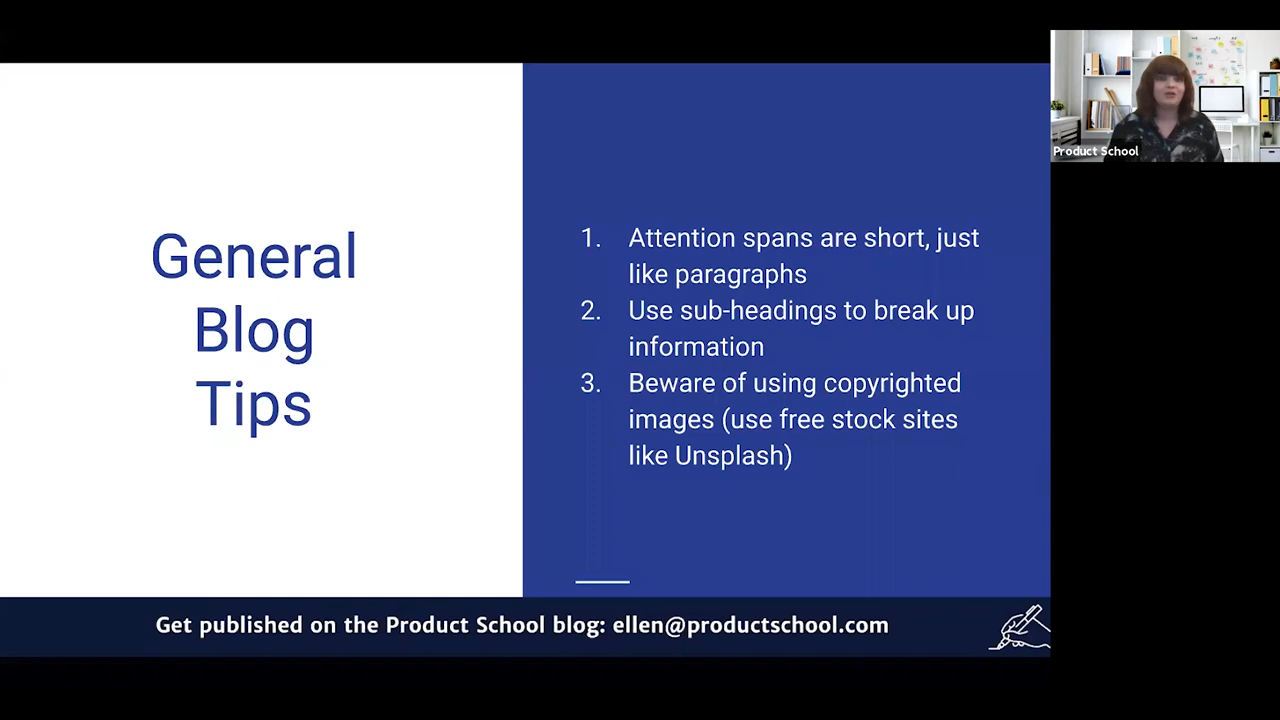 General
Blog
Tips
1. Attention spans are short, just
like paragraphs
2. Use sub-headings to break up
information
3. Beware of using copyrighted
images (use free stock sites
like Unsplash)
Get published on the Product School blog: ellen@productschool.com
Product School